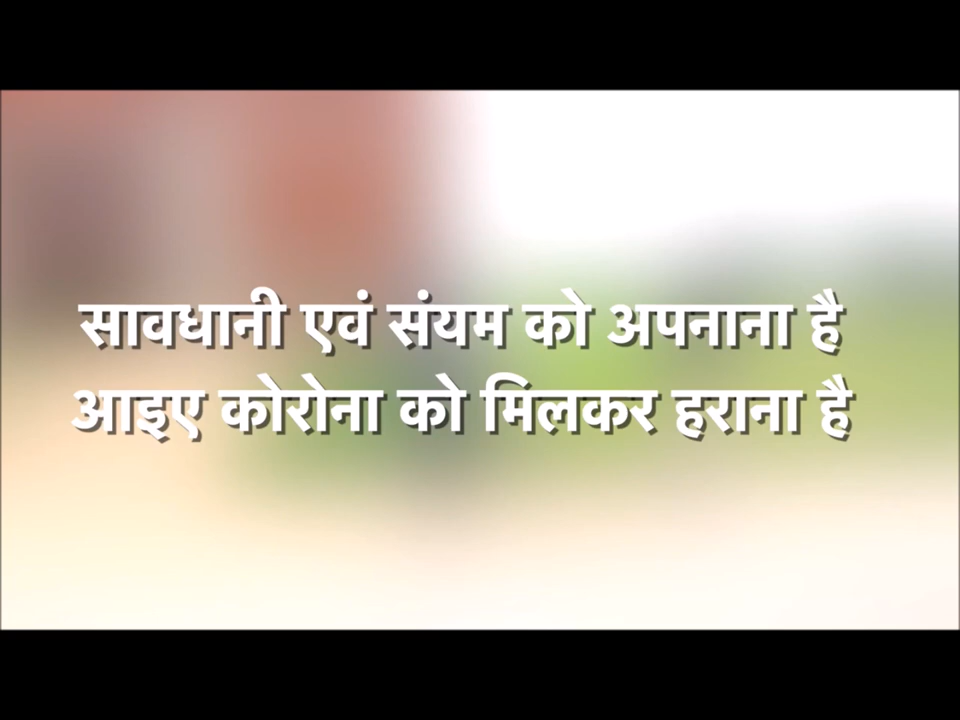 सावधानी एवं संयम को अपनाना है
आइए कोरोना को मिलकर हराना है